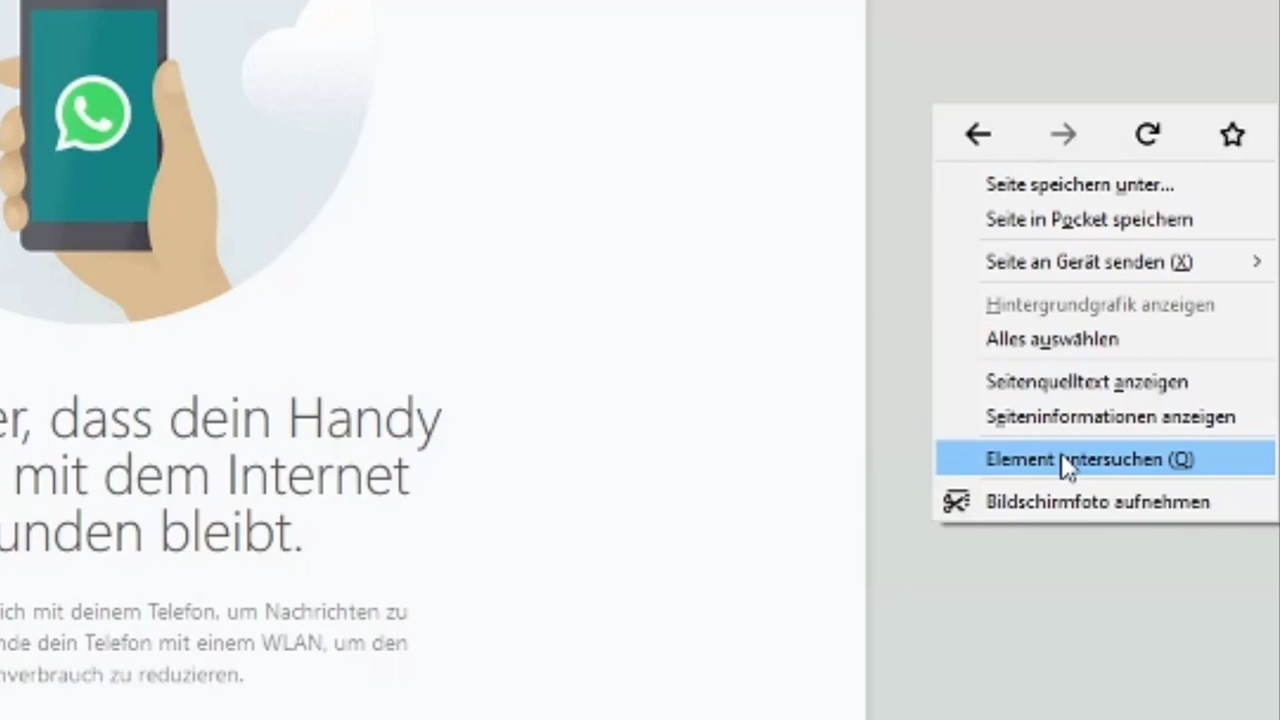 er, dass dein Handy
mit dem Internet
unden bleibt.
ich mit deinem Telefon, um Nachrichten zu
nde dein Telefon mit einem WLAN, um den
nverbrauch zu reduzieren.
Seite speichern unter...
Seite in Pocket speichern
Seite an Gerät senden (X)
Hintergrundgrafik anzeigen
Alles auswählen
Seitenquelltext anzeigen
Seiteninformationen anzeigen
Element untersuchen (Q)
Bildschirmfoto aufnehmen